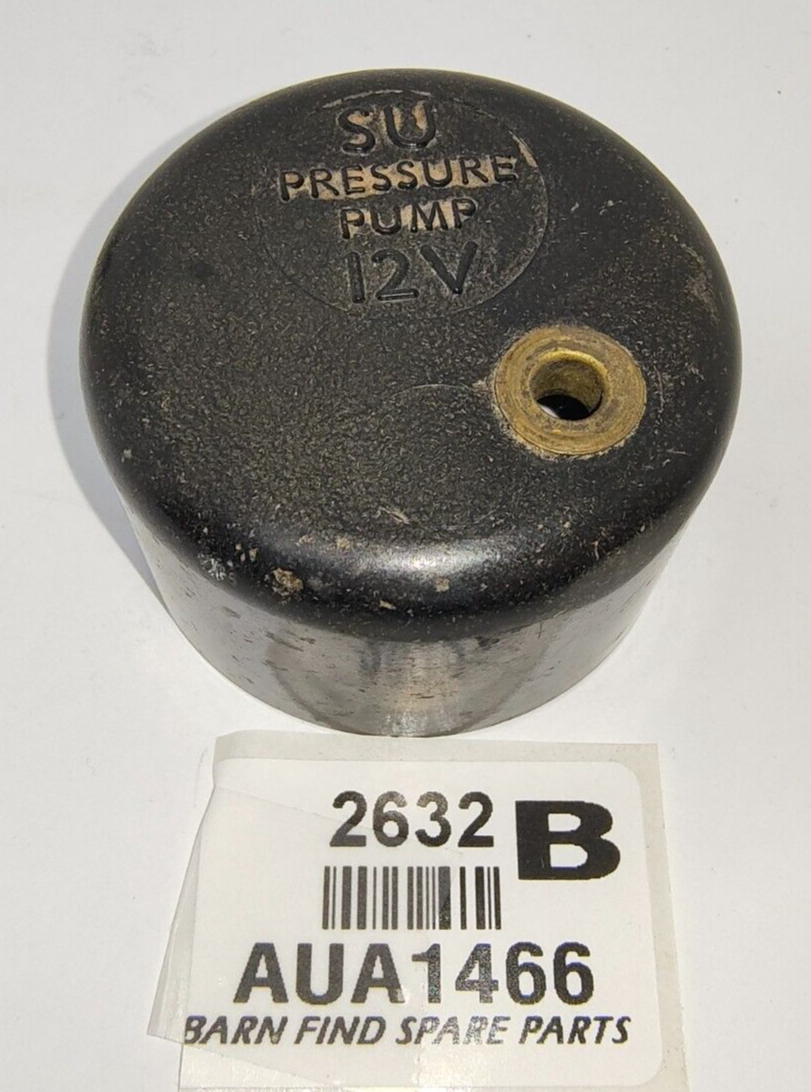 SU
PRESSURE
PUMP
12V
2632 B
AUA1466
BARN FIND SPARE PARTS